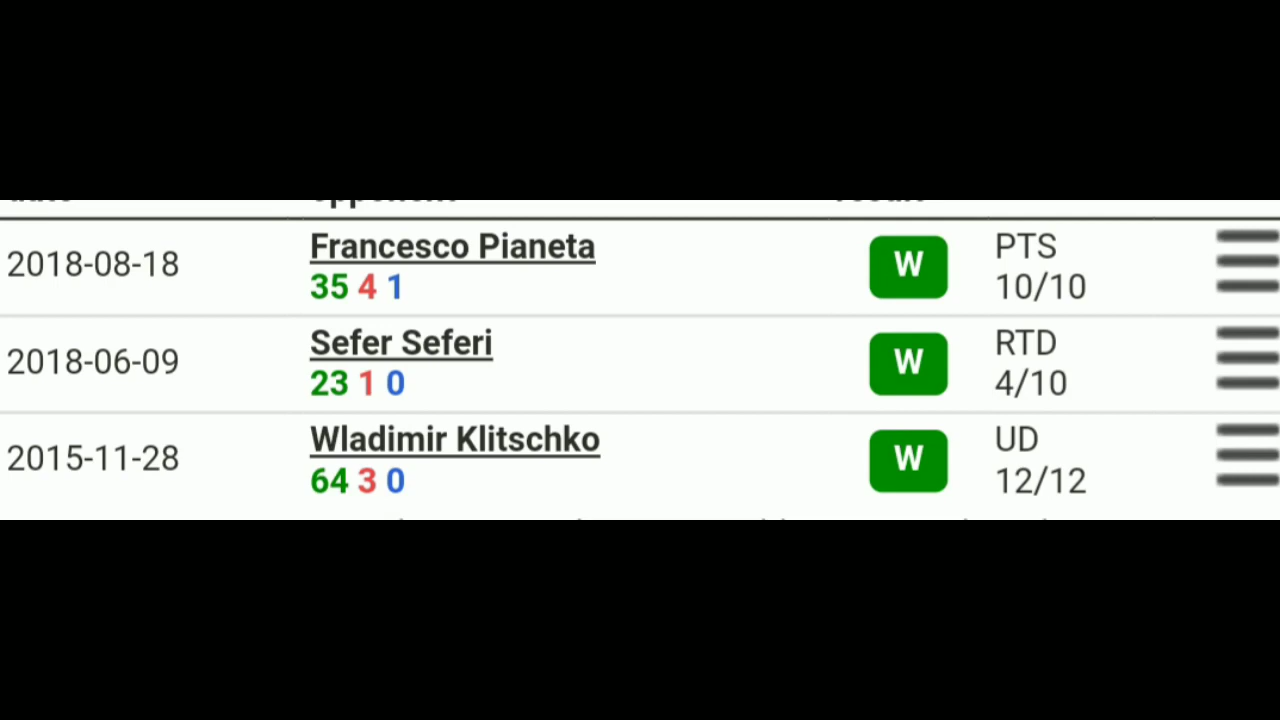 2018-08-18 Francesco Pianeta W PTS
35 4 1 10/10
2018-06-09 Sefer Seferi W RTD
23 1 0 4/10
2015-11-28 Wladimir Klitschko W UD
64 3 0 12/12